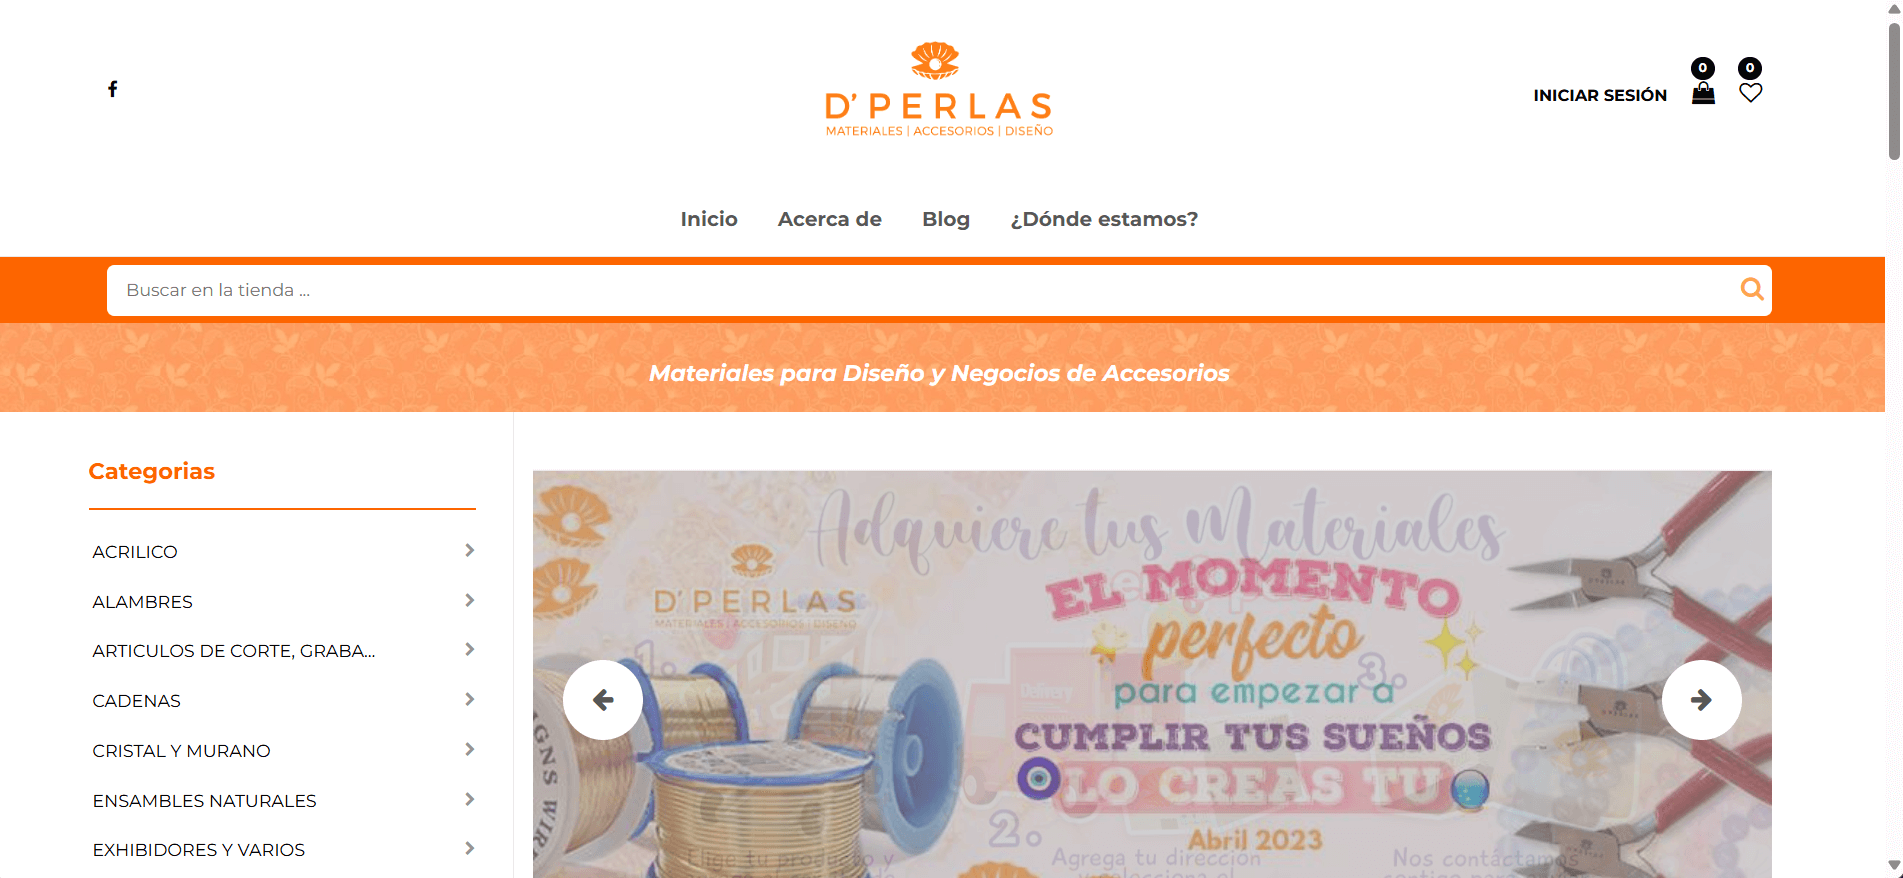 0 0
INICIAR SESIÓN
D' PERLAS
MATERIALES | ACCESORIOS | DISEÑO
Inicio Acerca de Blog ¿Dónde estamos?
Buscar en la tienda ...
Materiales para Diseño y Negocios de Accesorios
Categorias
ACRILICO
ALAMBRES
ARTICULOS DE CORTE, GRABA...
CADENAS
CRISTAL Y MURANO
ENSAMBLES NATURALES
EXHIBIDORES Y VARIOS
Adquiere tus Materiales
EL MOMENTO
D' PERLAS
MATERIALES | ACCESORIOS | DISEÑO
perfecto
1.
3.
Delivery
para empezar a
CUMPLIR TUS SUEÑOS
LO CREAS TU
2.
Abril 2023
Elige tu producto y
Agrega tu dirección
y selecciona el
Nos contáctamos